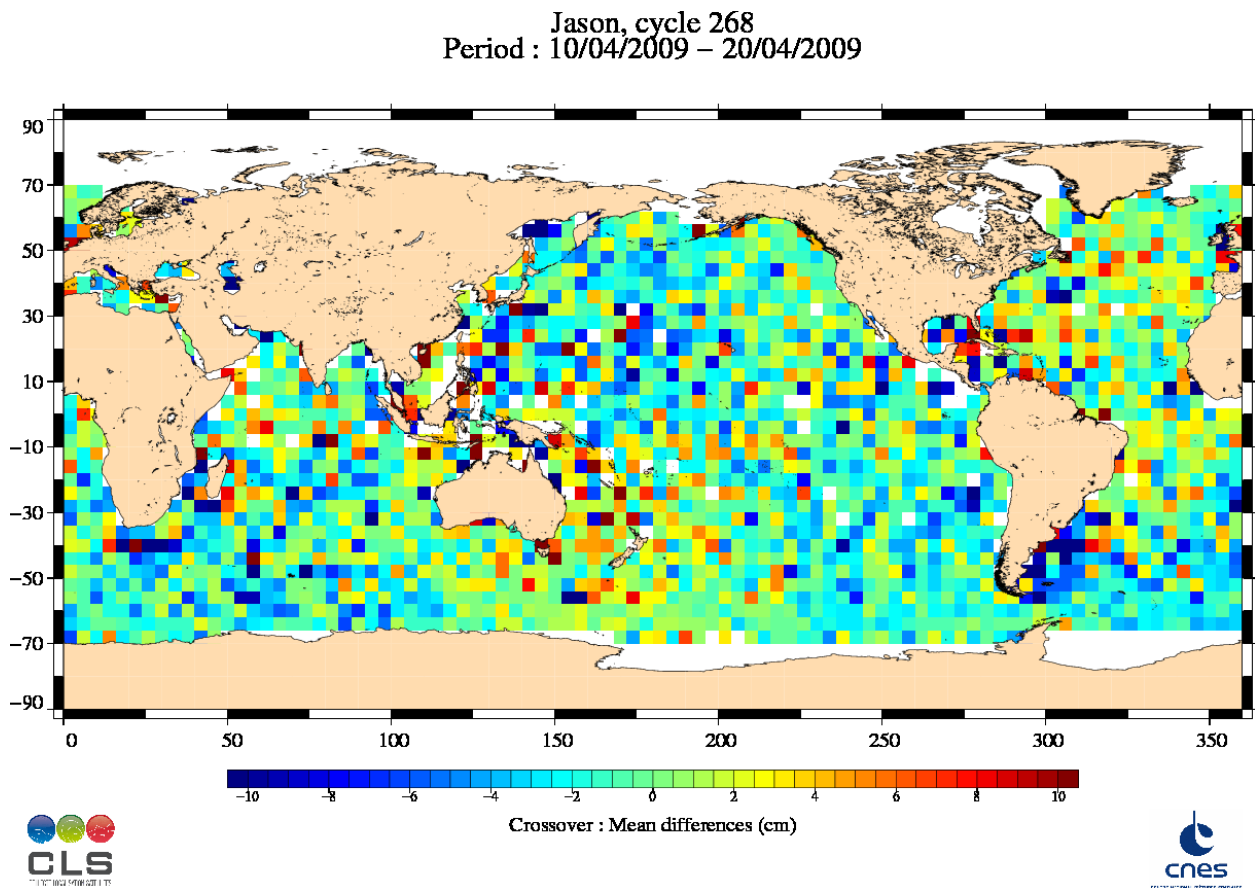 Jason, cycle 268
Period : 10/04/2009 − 20/04/2009
90
70
50
30
10
−10
−30
−50
−70
−90
0 50 100 150 200 250 300 350
−10 −8 −6 −4 −2 0 2 4 6 8 10
Crossover : Mean differences (cm)
CLS
cnes